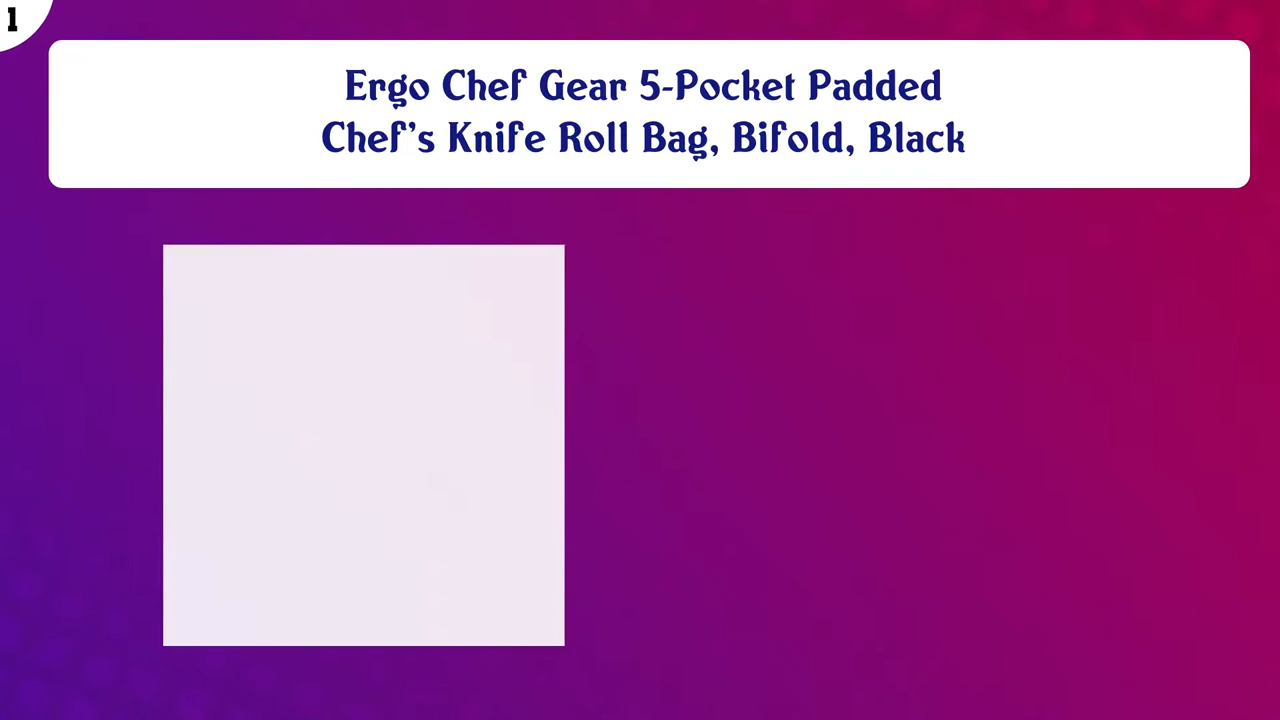 1
Ergo Chef Gear 5-Pocket Padded
Chef's Knife Roll Bag, Bifold, Black